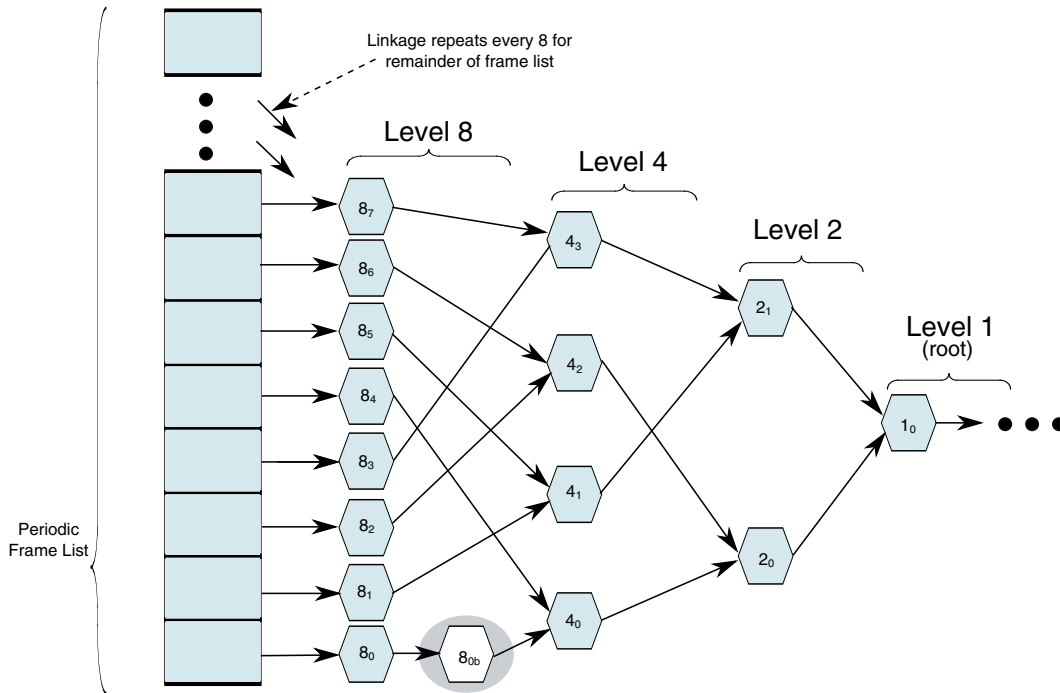 Linkage repeats every 8 for
remainder of frame list
Level 8
Level 4
Level 2
Level 1
(root)
8₇
8₆
8₅
8₄
8₃
8₂
8₁
8₀
8₀b
4₃
4₂
4₁
4₀
2₁
2₀
1₀
Periodic
Frame List